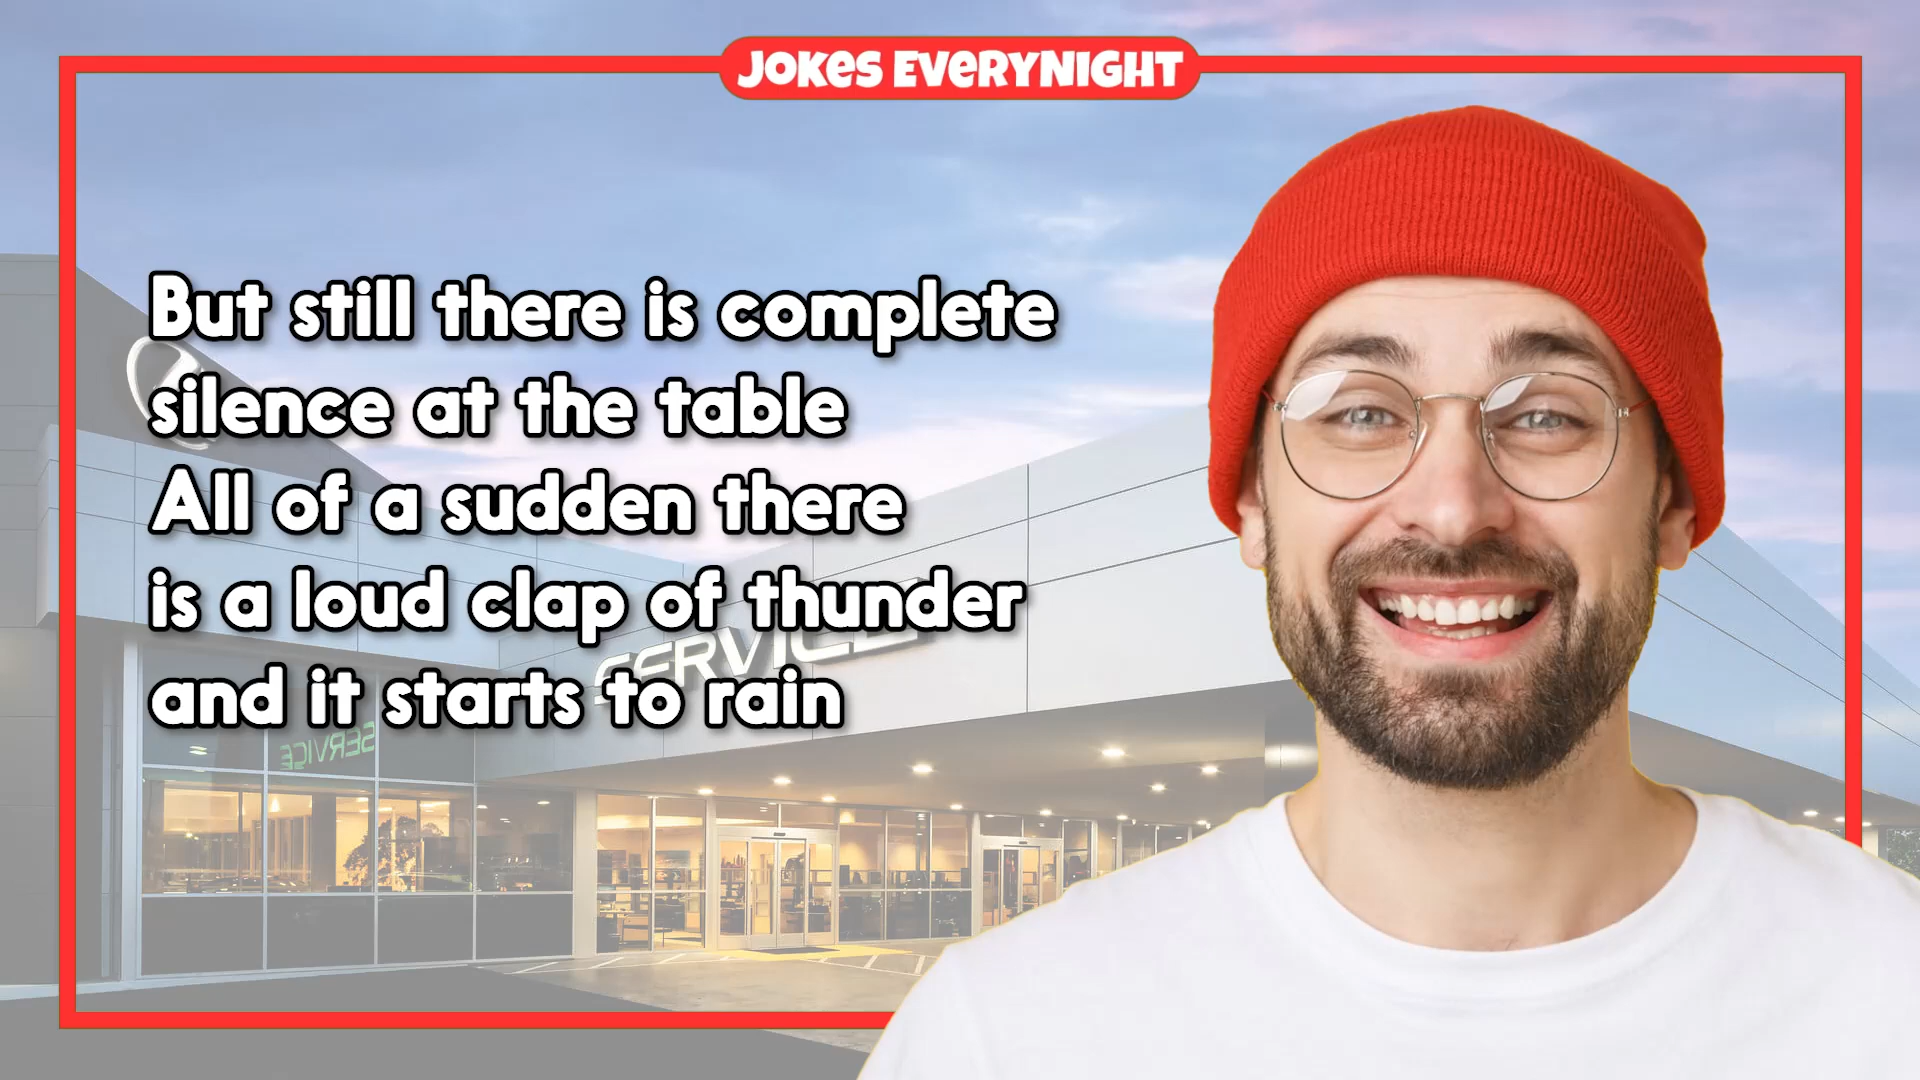 JOKES EVERYNIGHT
But still there is complete
silence at the table
All of a sudden there
is a loud clap of thunder
and it starts to rain
SERVICE
SERVICE